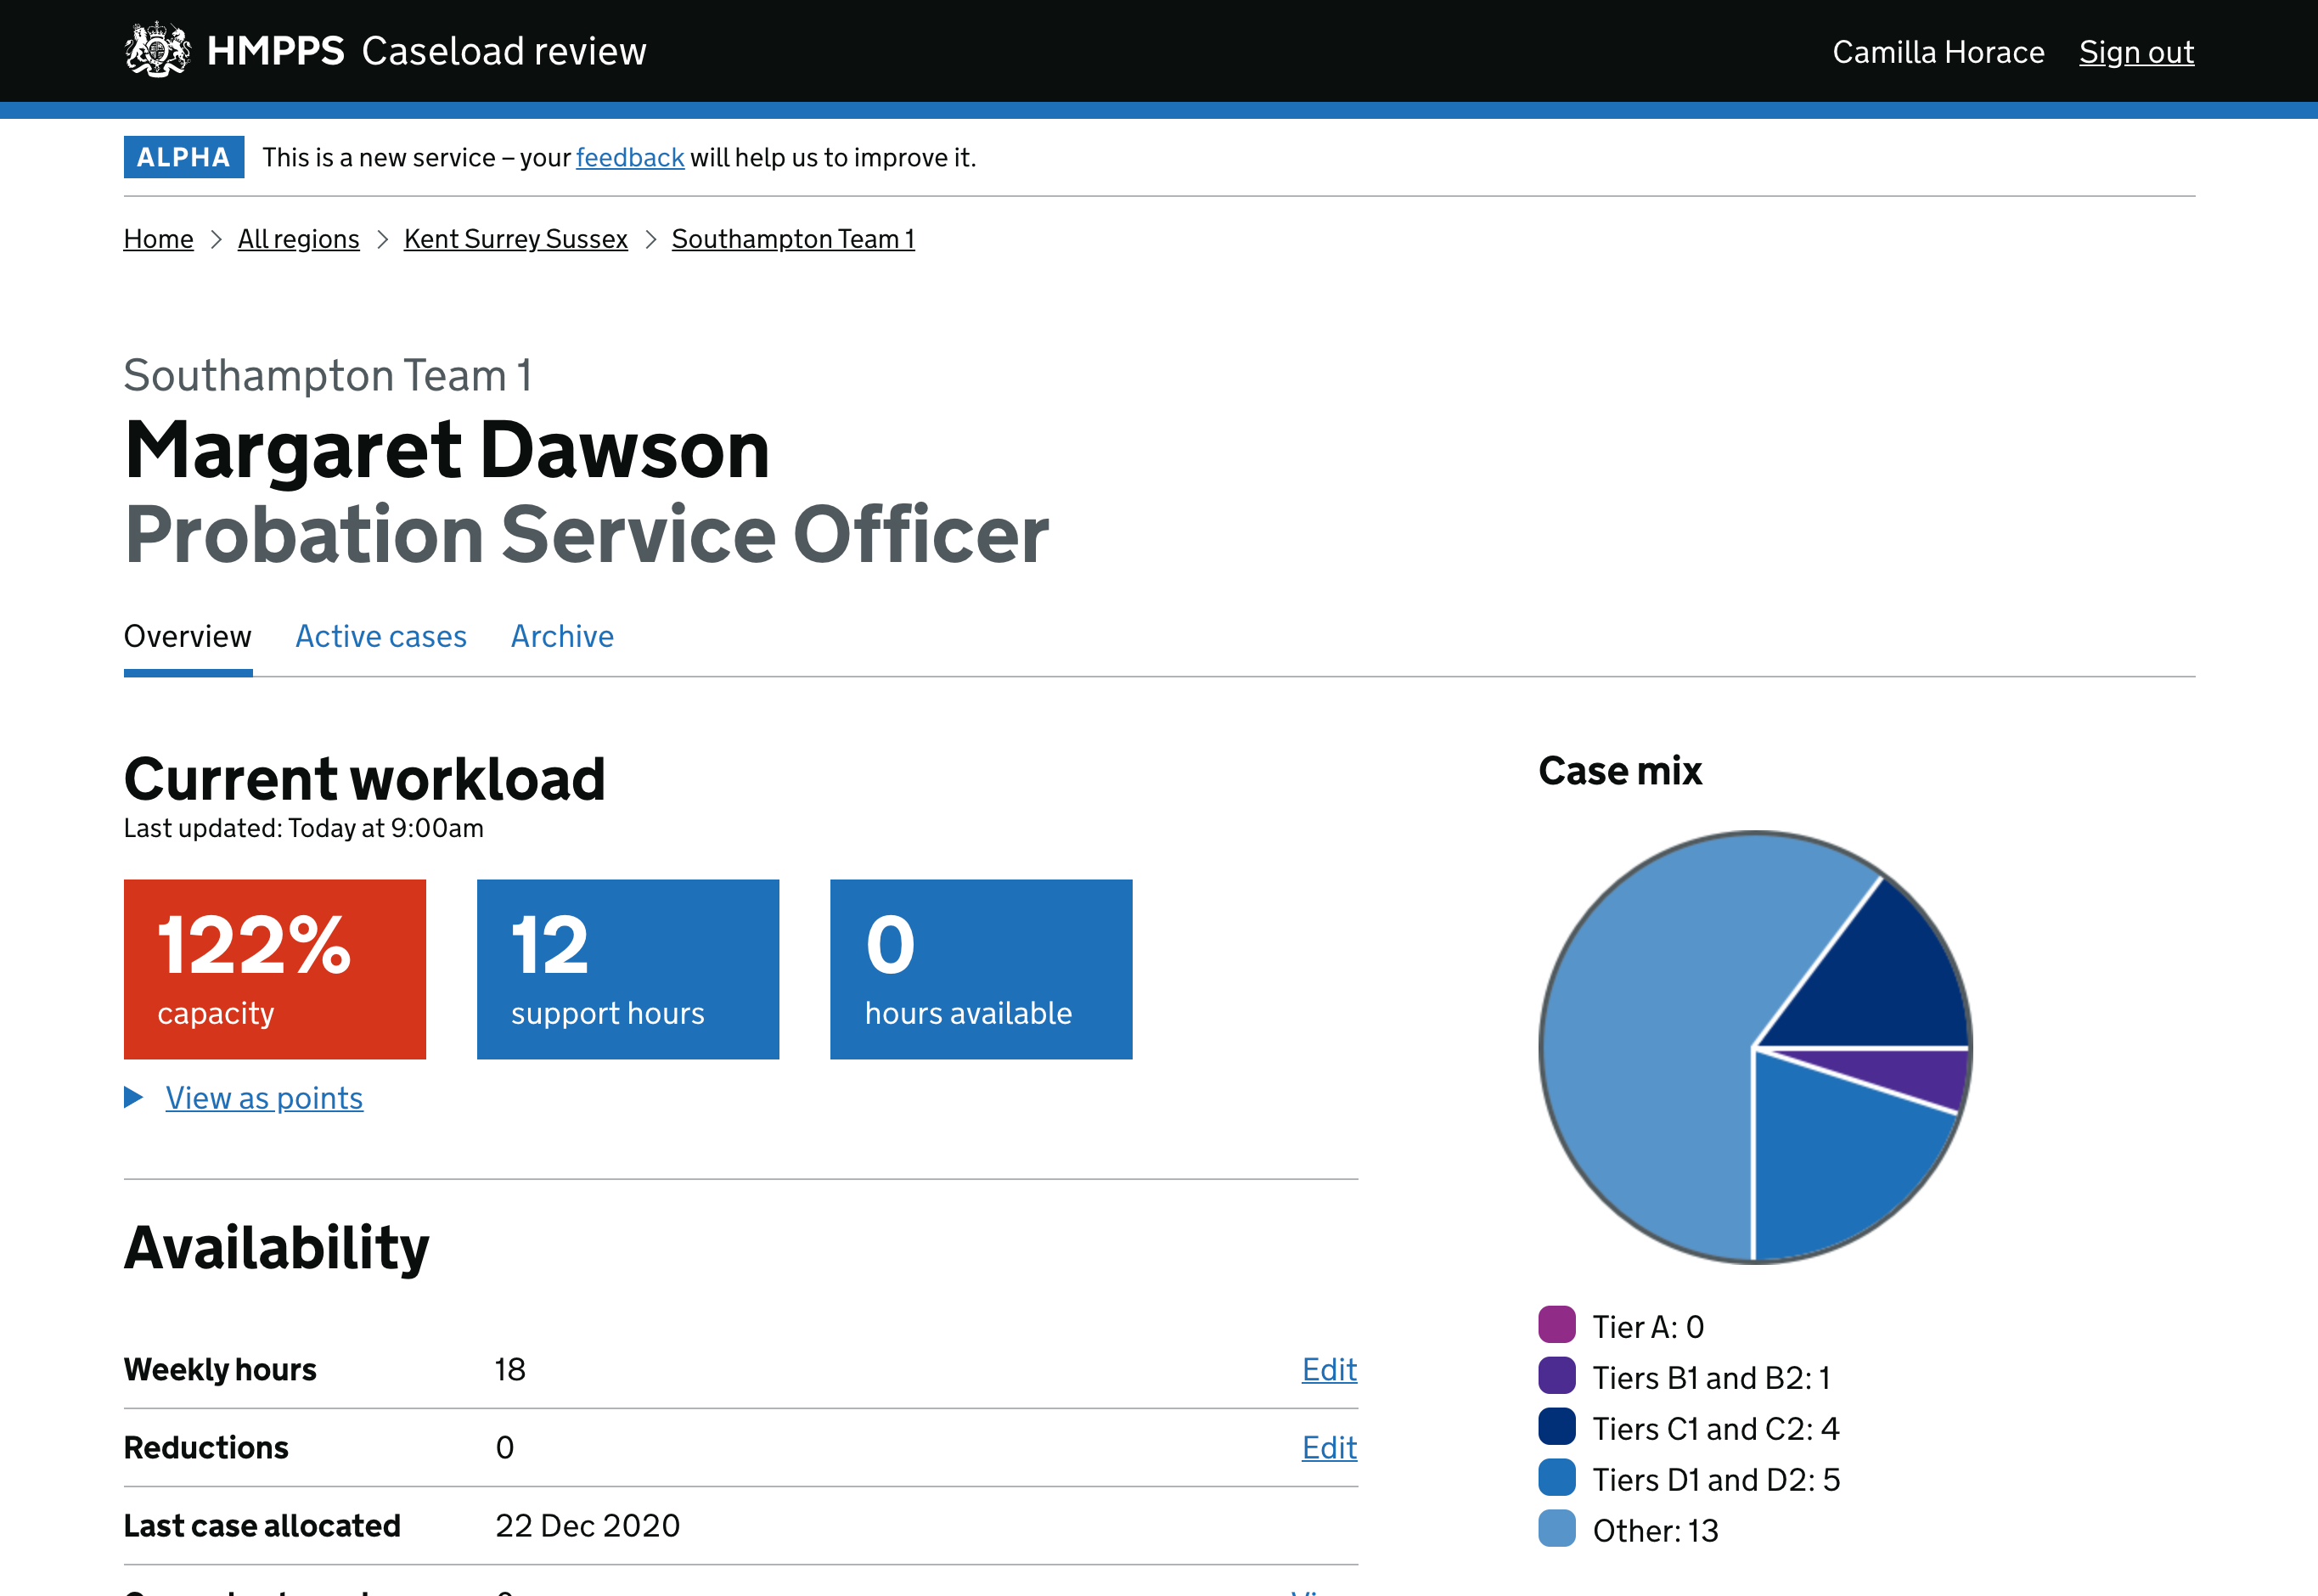 HMPPS Caseload review
Camilla Horace Sign out
ALPHA This is a new service – your feedback will help us to improve it.
Home > All regions > Kent Surrey Sussex > Southampton Team 1
Southampton Team 1
Margaret Dawson
Probation Service Officer
Overview Active cases Archive
Current workload
Last updated: Today at 9:00am
122% capacity
12 support hours
0 hours available
View as points
Availability
Weekly hours 18 Edit
Reductions 0 Edit
Last case allocated 22 Dec 2020
Case mix
Tier A: 0
Tiers B1 and B2: 1
Tiers C1 and C2: 4
Tiers D1 and D2: 5
Other: 13